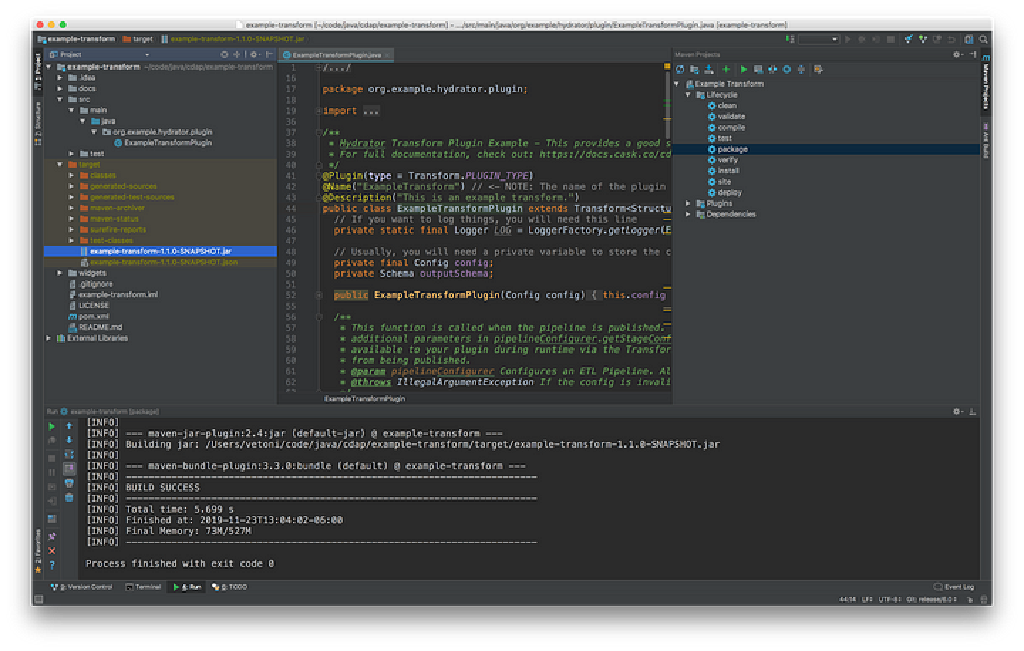 example-transform [~/code/java/cdap/example-transform] - .../src/main/java/org/example/hydrator/plugin/ExampleTransformPlugin.java [example-transform]
example-transform target example-transform-1.1.0-SNAPSHOT.jar
Project
example-transform ~/code/java/cdap/example-transform
.idea
docs
src
main
java
org.example.hydrator.plugin
ExampleTransformPlugin
test
target
classes
generated-sources
generated-test-sources
maven-archiver
maven-status
surefire-reports
test-classes
example-transform-1.1.0-SNAPSHOT.jar
example-transform-1.1.0-SNAPSHOT.json
widgets
.gitignore
example-transform.iml
LICENSE
pom.xml
README.md
External Libraries
ExampleTransformPlugin.java
1 /.../
16
17 package org.example.hydrator.plugin;
18
19 import ...
36
37 /**
38 * Hydrator Transform Plugin Example - This provides a good s
39 * For full documentation, check out: https://docs.cask.co/cd
40 */
41 @Plugin(type = Transform.PLUGIN_TYPE)
42 @Name("ExampleTransform") // <- NOTE: The name of the plugin
43 @Description("This is an example transform.")
44 public class ExampleTransformPlugin extends Transform<Structu
45 // If you want to log things, you will need this line
46 private static final Logger LOG = LoggerFactory.getLogger(E
47
48 // Usually, you will need a private variable to store the c
49 private final Config config;
50 private Schema outputSchema;
51
52 public ExampleTransformPlugin(Config config) { this.config
55
56 /**
57 * This function is called when the pipeline is published.
58 * additional parameters in pipelineConfigurer.getStageConf
59 * available to your plugin during runtime via the Transfor
60 * from being published.
61 * @param pipelineConfigurer Configures an ETL Pipeline. Al
62 * @throws IllegalArgumentException If the config is invali
ExampleTransformPlugin
Maven Projects
Example Transform
Lifecycle
clean
validate
compile
test
package
verify
install
site
deploy
Plugins
Dependencies
1: Project
Structure
Maven Projects
Ant Build
2: Favorites
Run example-transform [package]
[INFO]
[INFO] --- maven-jar-plugin:2.4:jar (default-jar) @ example-transform ---
[INFO] Building jar: /Users/vetoni/code/java/cdap/example-transform/target/example-transform-1.1.0-SNAPSHOT.jar
[INFO]
[INFO] --- maven-bundle-plugin:3.3.0:bundle (default) @ example-transform ---
[INFO] ------------------------------------------------------------------------
[INFO] BUILD SUCCESS
[INFO] ------------------------------------------------------------------------
[INFO] Total time: 5.699 s
[INFO] Finished at: 2019-11-23T13:04:02-06:00
[INFO] Final Memory: 73M/527M
[INFO] ------------------------------------------------------------------------
Process finished with exit code 0
9: Version Control Terminal 4: Run 6: TODO Event Log
44:14 LF UTF-8 Git: release/6.0